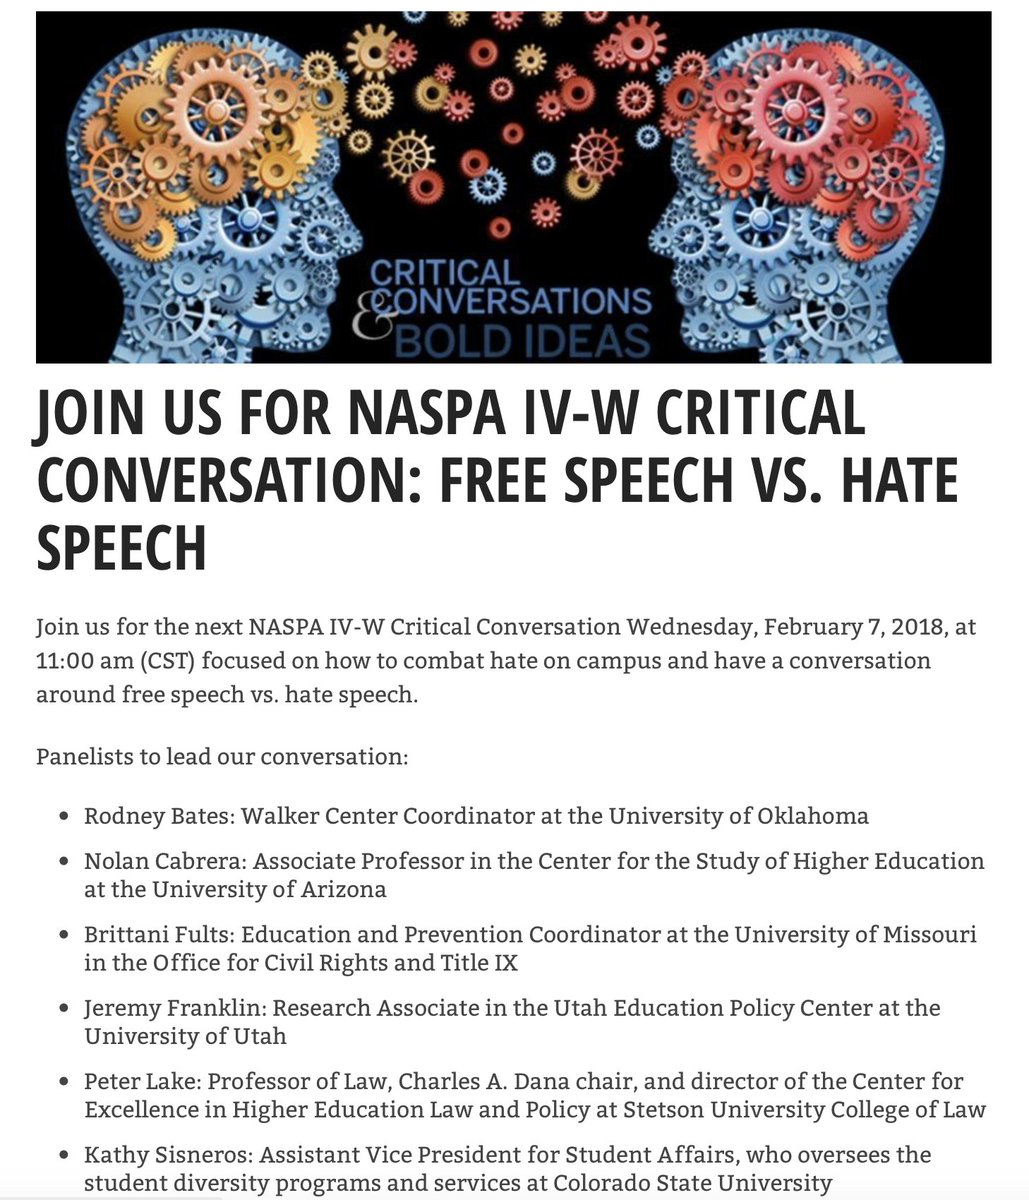 CRITICAL
CONVERSATIONS
& BOLD IDEAS
JOIN US FOR NASPA IV-W CRITICAL
CONVERSATION: FREE SPEECH VS. HATE
SPEECH
Join us for the next NASPA IV-W Critical Conversation Wednesday, February 7, 2018, at
11:00 am (CST) focused on how to combat hate on campus and have a conversation
around free speech vs. hate speech.
Panelists to lead our conversation:
• Rodney Bates: Walker Center Coordinator at the University of Oklahoma
• Nolan Cabrera: Associate Professor in the Center for the Study of Higher Education
at the University of Arizona
• Brittani Fults: Education and Prevention Coordinator at the University of Missouri
in the Office for Civil Rights and Title IX
• Jeremy Franklin: Research Associate in the Utah Education Policy Center at the
University of Utah
• Peter Lake: Professor of Law, Charles A. Dana chair, and director of the Center for
Excellence in Higher Education Law and Policy at Stetson University College of Law
• Kathy Sisneros: Assistant Vice President for Student Affairs, who oversees the
student diversity programs and services at Colorado State University